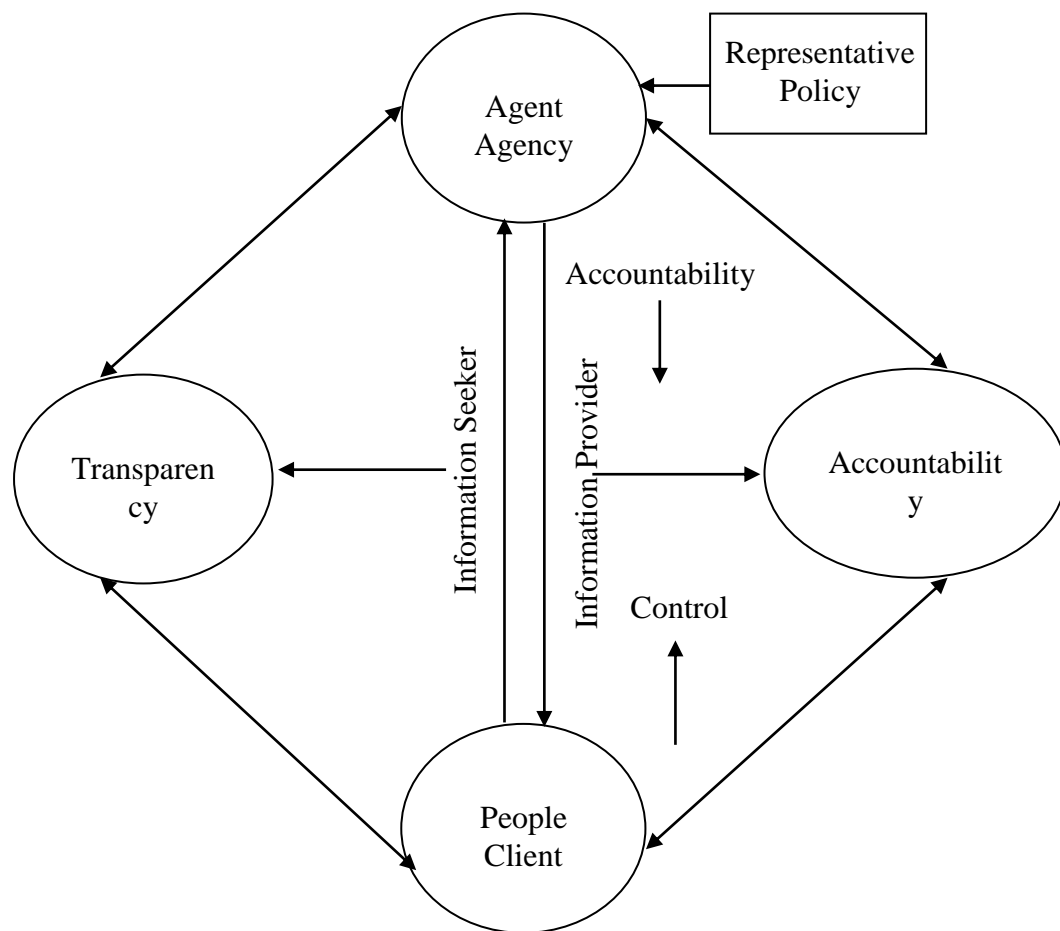 Representative
Policy
Agent
Agency
Accountability
Information Seeker
Information Provider
Transparen
cy
Accountabilit
y
Control
People
Client